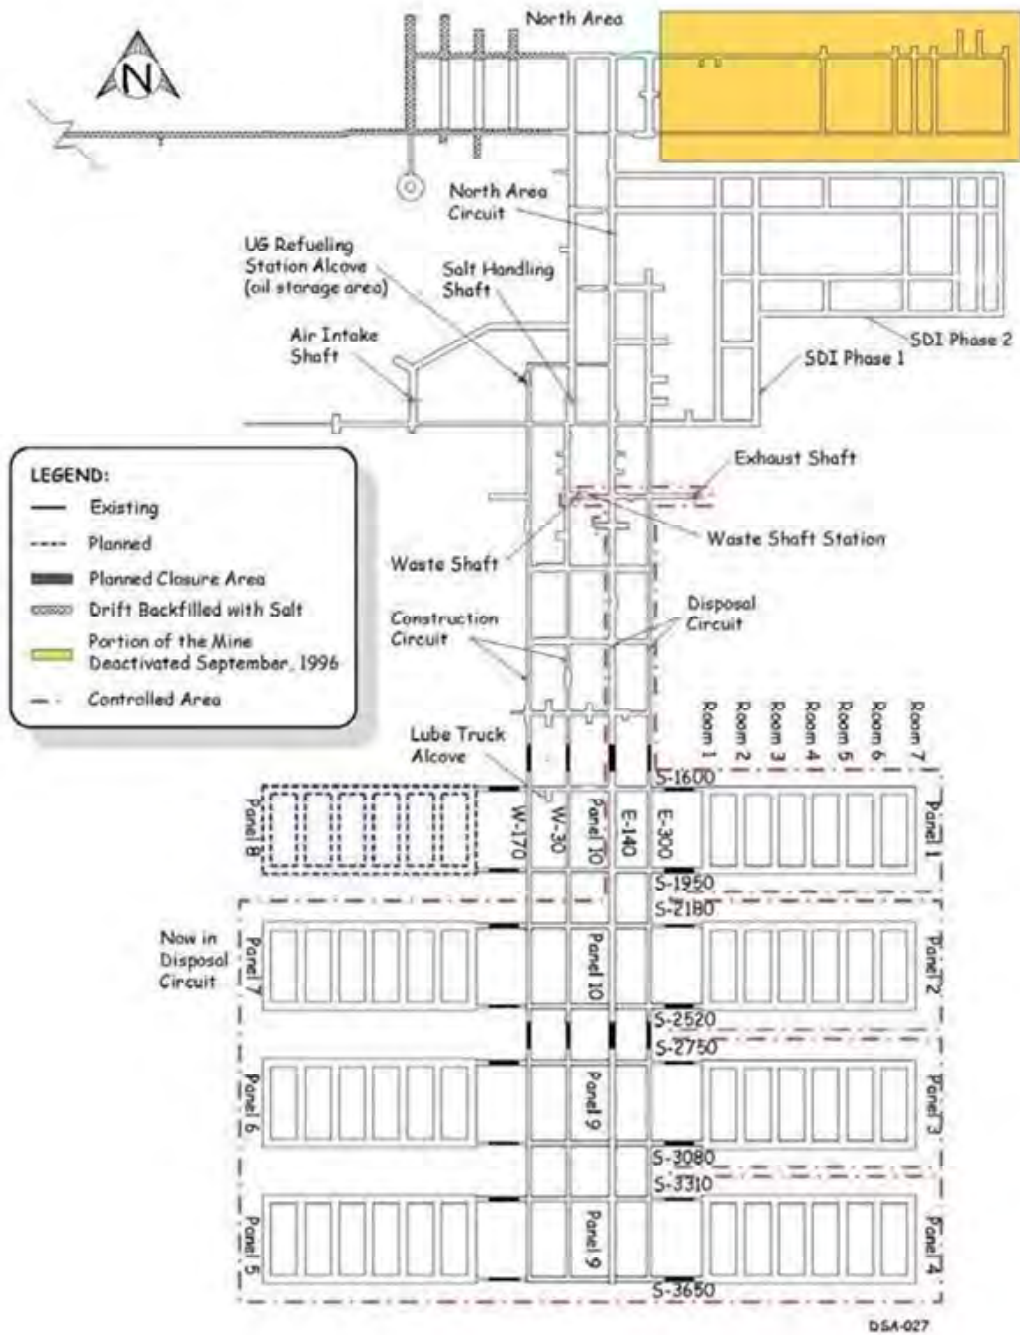 North Area
N
North Area
Circuit
UG Refueling
Station Alcove
(oil storage area)
Salt Handling
Shaft
Air Intake
Shaft
SDI Phase 2
SDI Phase 1
LEGEND:
Existing
Planned
Planned Closure Area
Drift Backfilled with Salt
Portion of the Mine
Deactivated September, 1996
Controlled Area
Exhaust Shaft
Waste Shaft Station
Waste Shaft
Construction
Circuit
Disposal
Circuit
Lube Truck
Alcove
Room 1
Room 2
Room 3
Room 4
Room 5
Room 6
Room 7
S-1600
Panel 8
W-170
W-30
Panel 10
E-140
E-300
Panel 1
S-1950
S-2180
Now in
Disposal
Circuit
Panel 7
Panel 10
Panel 2
S-2520
S-2750
Panel 6
Panel 9
Panel 3
S-3080
S-3310
Panel 5
Panel 9
Panel 4
S-3650
DSA-027